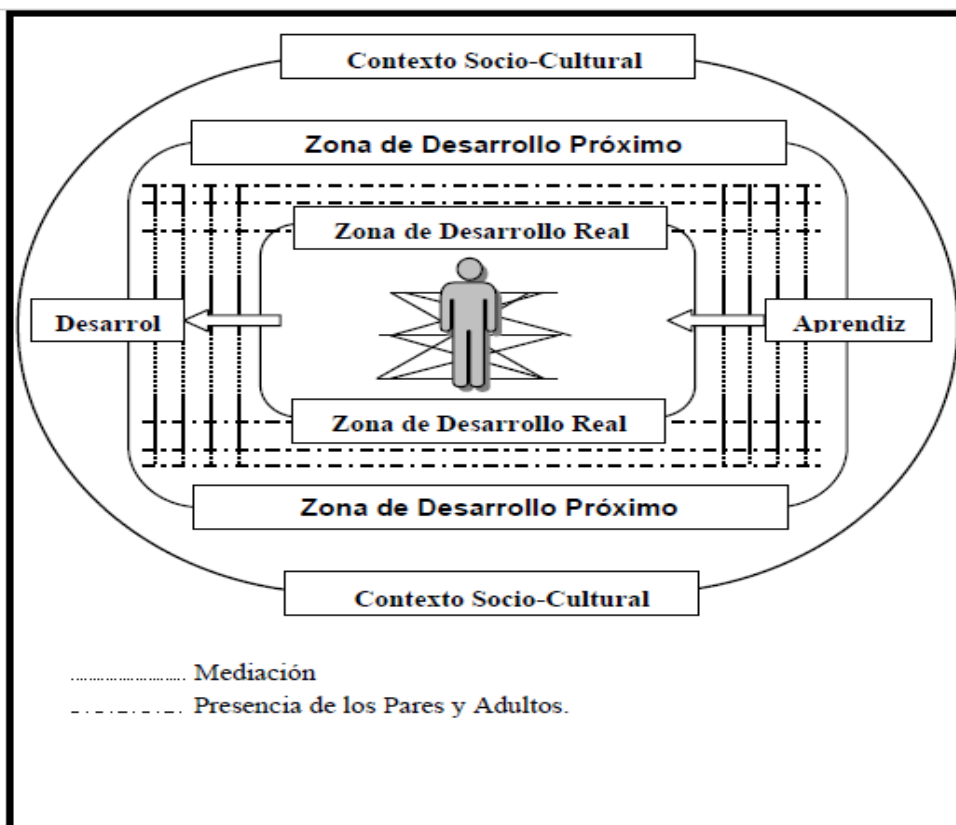 Contexto Socio-Cultural
Zona de Desarrollo Próximo
Zona de Desarrollo Real
Desarrol
Aprendiz
Zona de Desarrollo Real
Zona de Desarrollo Próximo
Contexto Socio-Cultural
Mediación
Presencia de los Pares y Adultos.